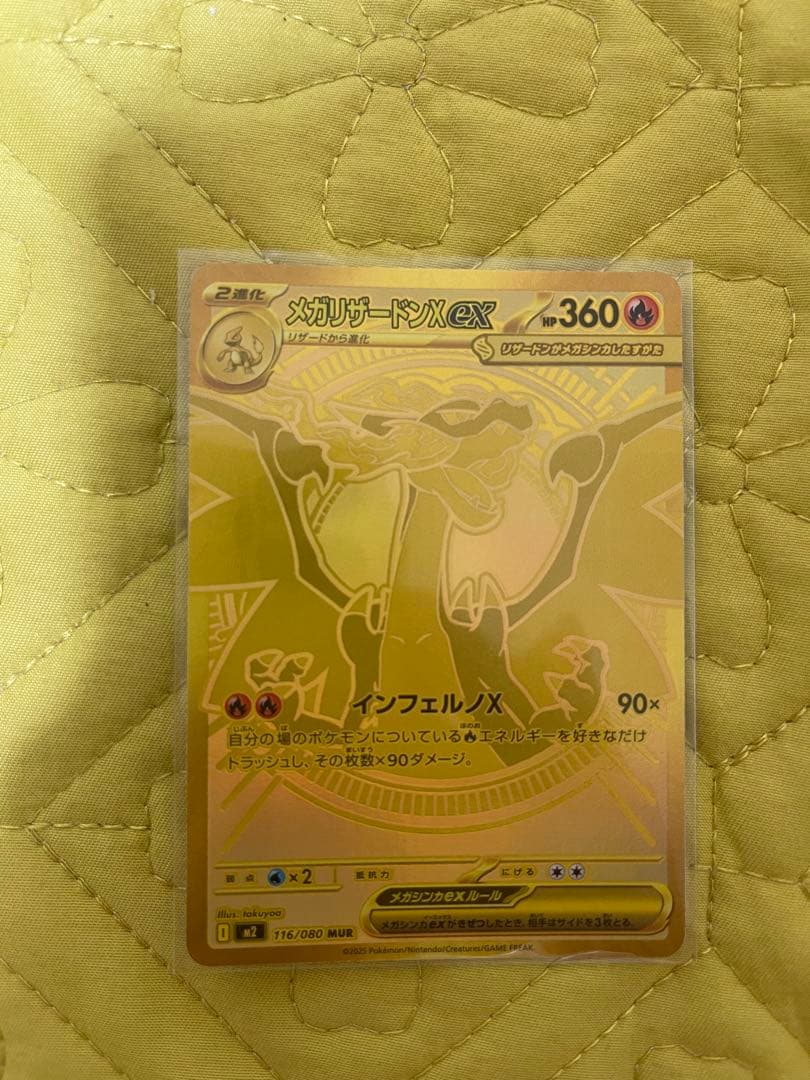 2進化
メガリザードンXex
HP360
リザードから進化
リザードンがメガシンカしたすがた
インフェルノX 90×
自分の場のポケモンについているエネルギーを好きなだけ
トラッシュし、その枚数×90ダメージ。
弱点 ×2 抵抗力 にげる
メガシンカexルール
メガシンカexがきぜつしたとき、相手はサイドを3枚とる。
Illus. takuyoa
I M2 116/080 MUR
©2025 Pokémon/Nintendo/Creatures/GAME FREAK.